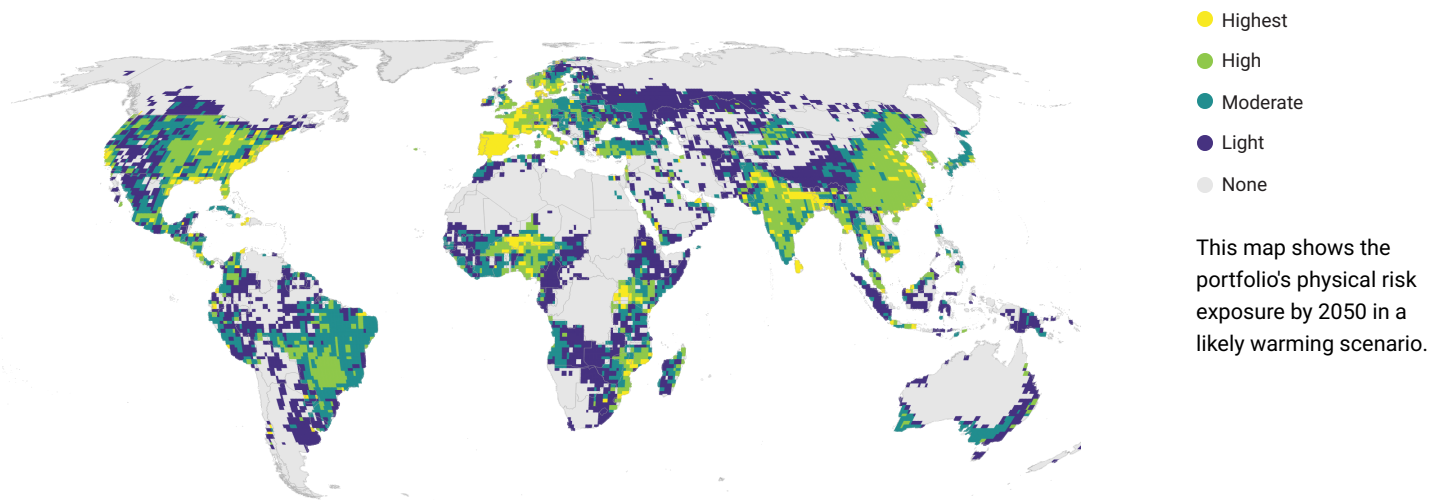 Highest
High
Moderate
Light
None
This map shows the
portfolio's physical risk
exposure by 2050 in a
likely warming scenario.